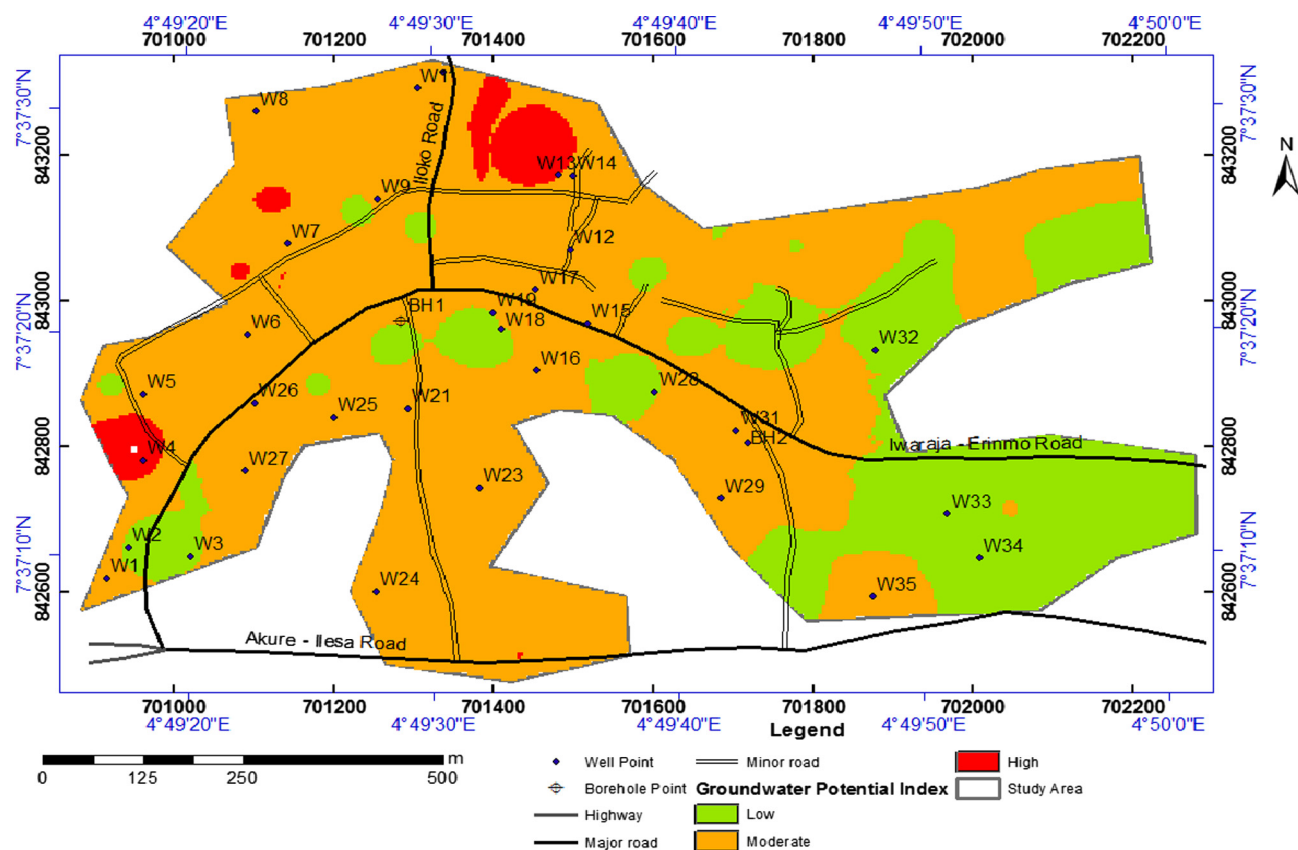 4°49'20"E 4°49'30"E 4°49'40"E 4°49'50"E 4°50'0"E
701000 701200 701400 701600 701800 702000 702200
7°37'30"N 7°37'30"N
843200 843200
N
W8
W1
Iloko Road
W13 W14
W9
W7
W12
W17
843000 843000
BH1
W19
W15
W18
7°37'20"N 7°37'20"N
W6
W32
W16
W5
W28
W26
W21
W25
W31
BH2
Iwaraja - Erinmo Road
842800 842800
W4
W27
W23
W29
W33
W2
W3
W34
7°37'10"N 7°37'10"N
W1
W24
W35
842600 842600
Akure - Ilesa Road
701000 701200 701400 701600 701800 702000 702200
4°49'20"E 4°49'30"E 4°49'40"E 4°49'50"E 4°50'0"E
Legend
m
0 125 250 500
Well Point
Borehole Point
Highway
Major road
Minor road
Groundwater Potential Index
Low
Moderate
High
Study Area